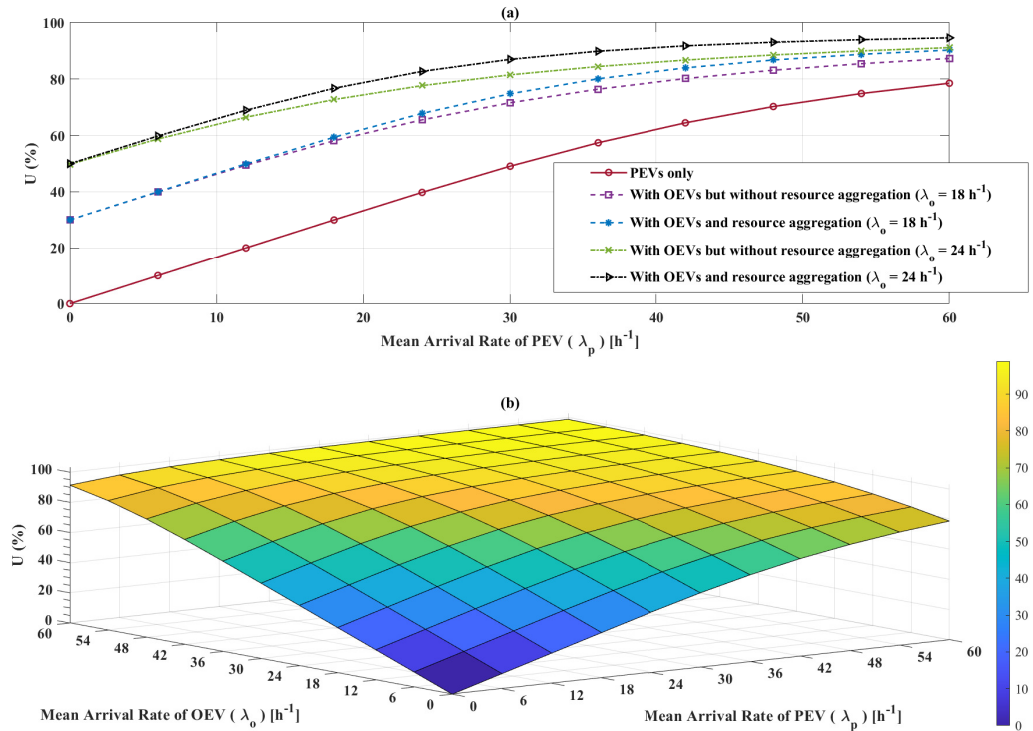 (a)
100
80
60
40
20
0
U (%)
0 10 20 30 40 50 60
Mean Arrival Rate of PEV ( λp ) [h-1]
PEVs only
With OEVs but without resource aggregation (λo = 18 h-1)
With OEVs and resource aggregation (λo = 18 h-1)
With OEVs but without resource aggregation (λo = 24 h-1)
With OEVs and resource aggregation (λo = 24 h-1)
(b)
100
80
60
40
20
0
U (%)
60 54 48 42 36 30 24 18 12 6 0
Mean Arrival Rate of OEV ( λo ) [h-1]
0 6 12 18 24 30 36 42 48 54 60
Mean Arrival Rate of PEV ( λp ) [h-1]
90
80
70
60
50
40
30
20
10
0